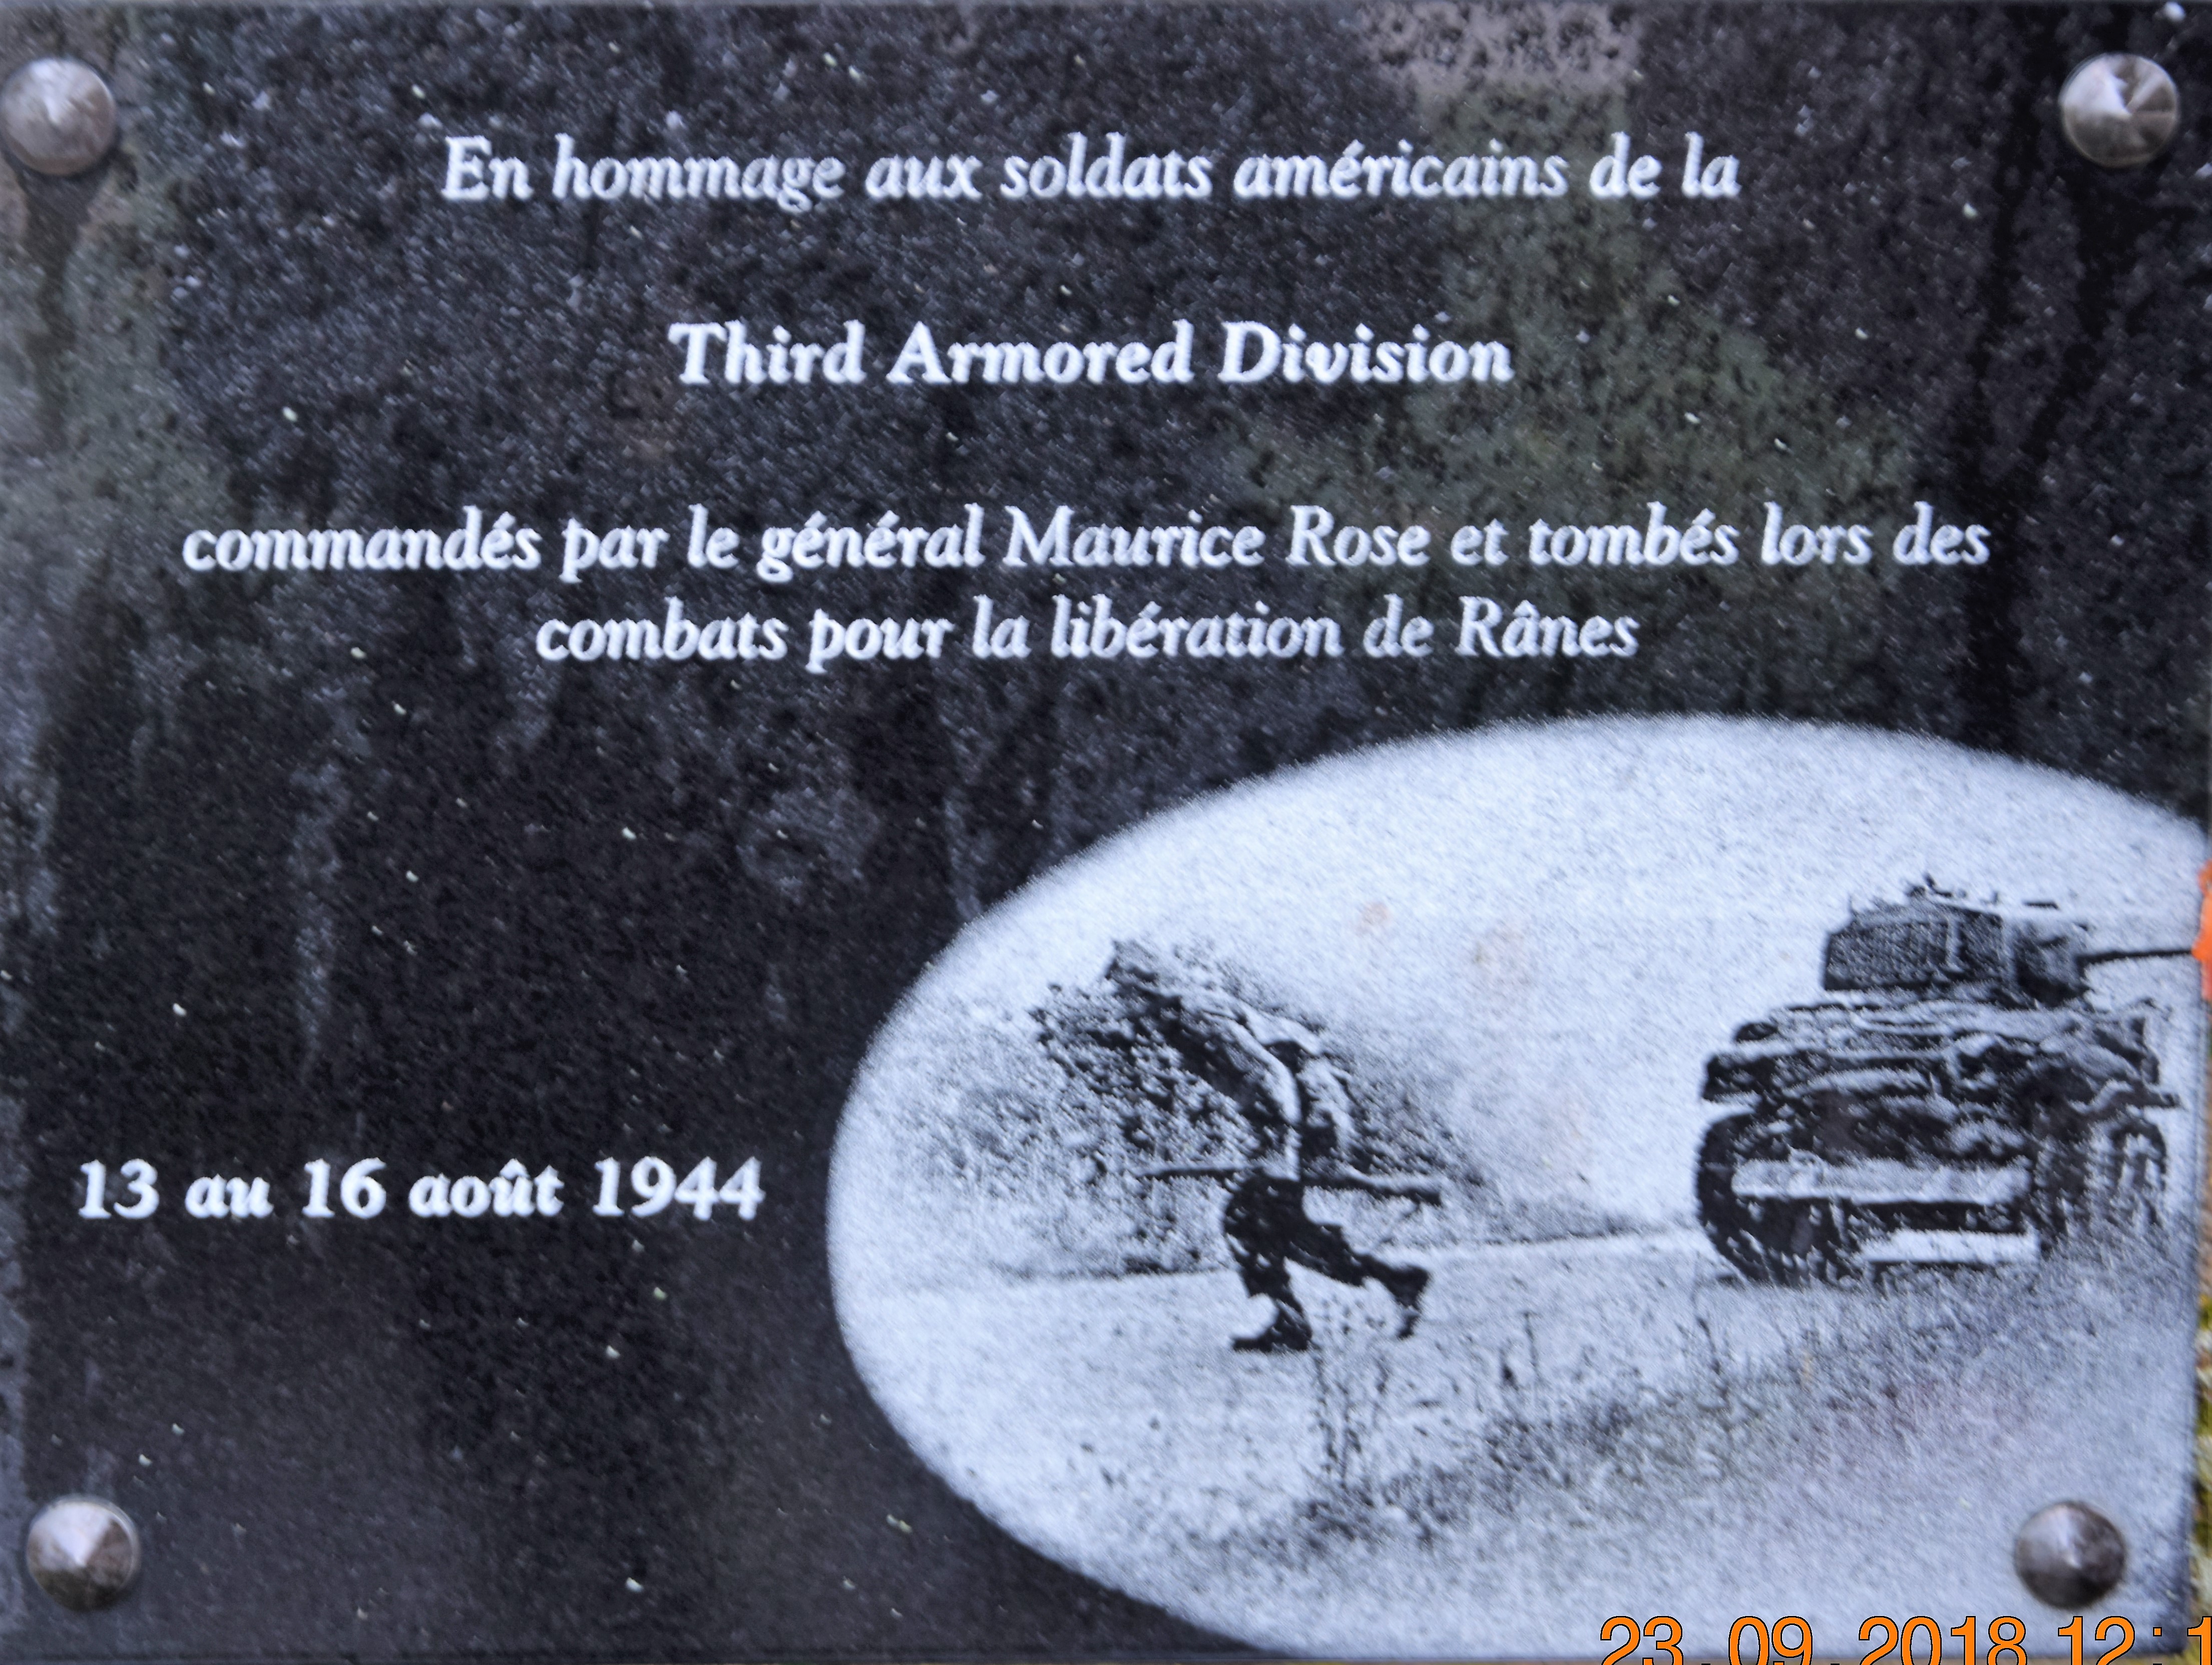 En hommage aux soldats américains de la
Third Armored Division
commandés par le général Maurice Rose et tombés lors des
combats pour la libération de Rânes
13 au 16 août 1944
23.09.2018 12:1